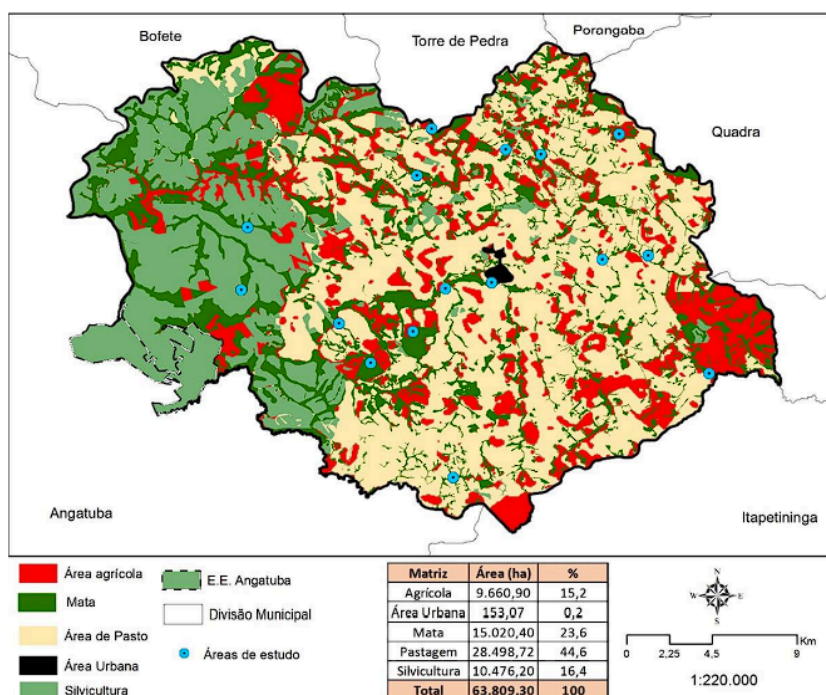 Bofete
Torre de Pedra
Porangaba
Quadra
Angatuba
Itapetininga
Área agrícola
Mata
Área de Pasto
Área Urbana
Silvicultura
E.E. Angatuba
Divisão Municipal
Áreas de estudo
Matriz Área (ha) %
Agrícola 9.660,90 15,2
Área Urbana 153,07 0,2
Mata 15.020,40 23,6
Pastagem 28.498,72 44,6
Silvicultura 10.476,20 16,4
Total 63.809,30 100
N
W E
S
Km
0 2,25 4,5 9
1:220.000